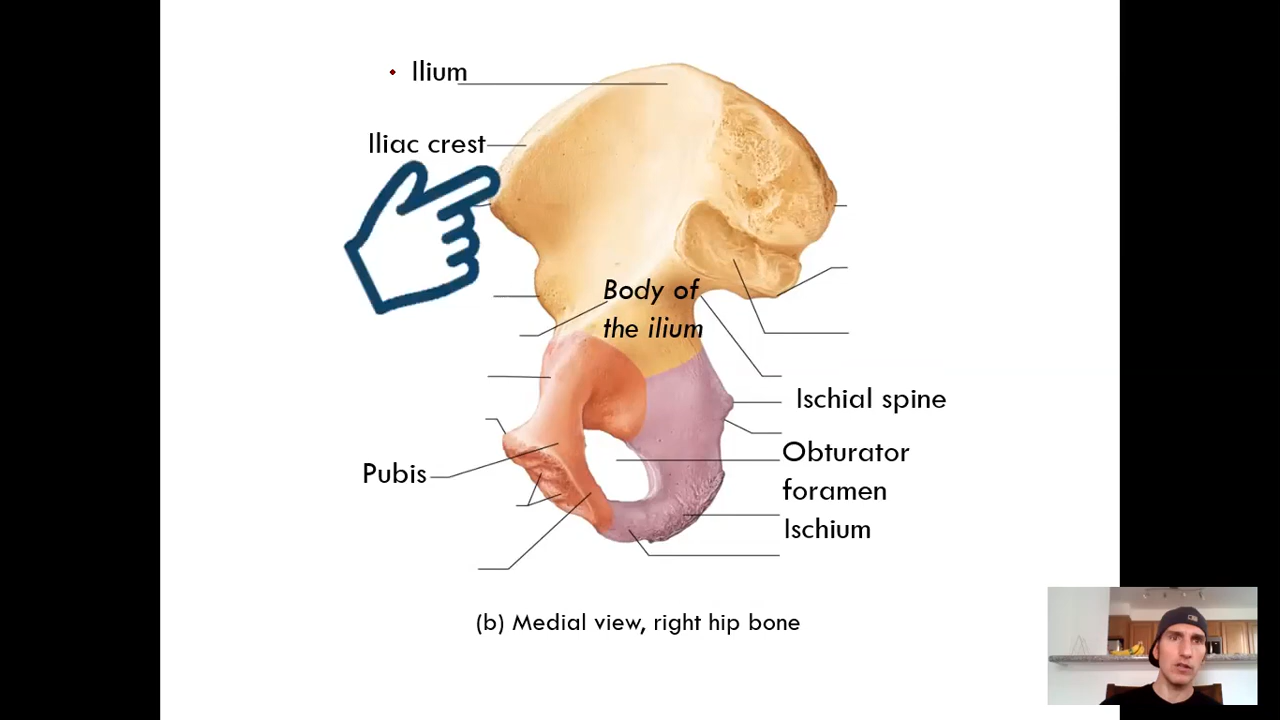 • Ilium
Iliac crest
Body of
the ilium
Ischial spine
Obturator
foramen
Pubis
Ischium
(b) Medial view, right hip bone